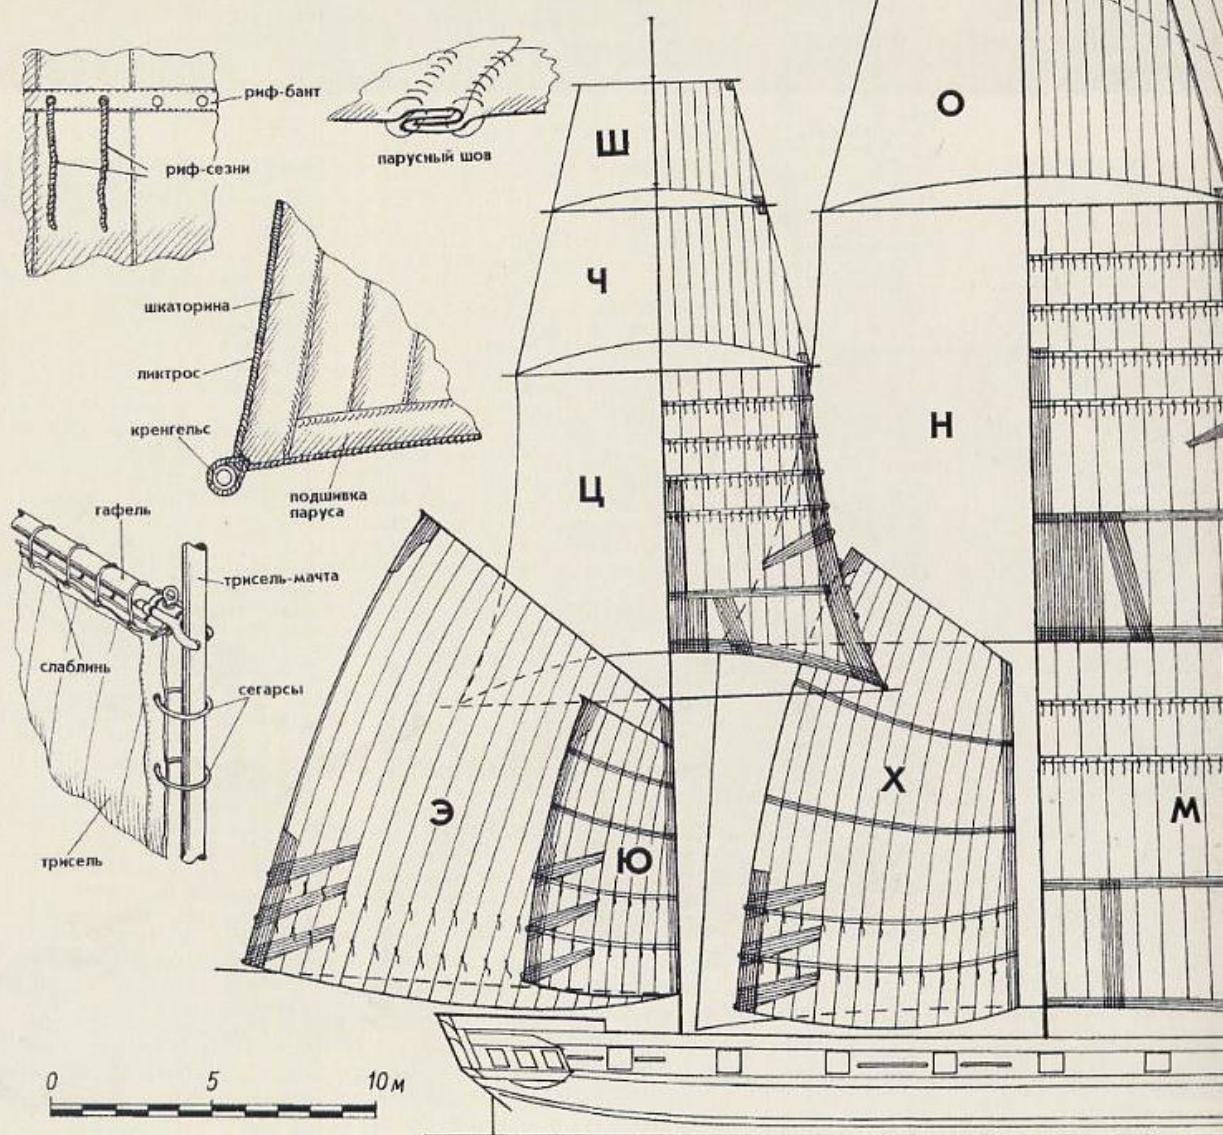 риф-бант
риф-сезни
парусный шов
шкаторина
ликтрос
кренгельс
подшивка
паруса
гафель
трисель-мачта
слаблинь
сегарсы
трисель
Ш
О
Ч
Н
Ц
Х
Э
Ю
М
0 5 10 м